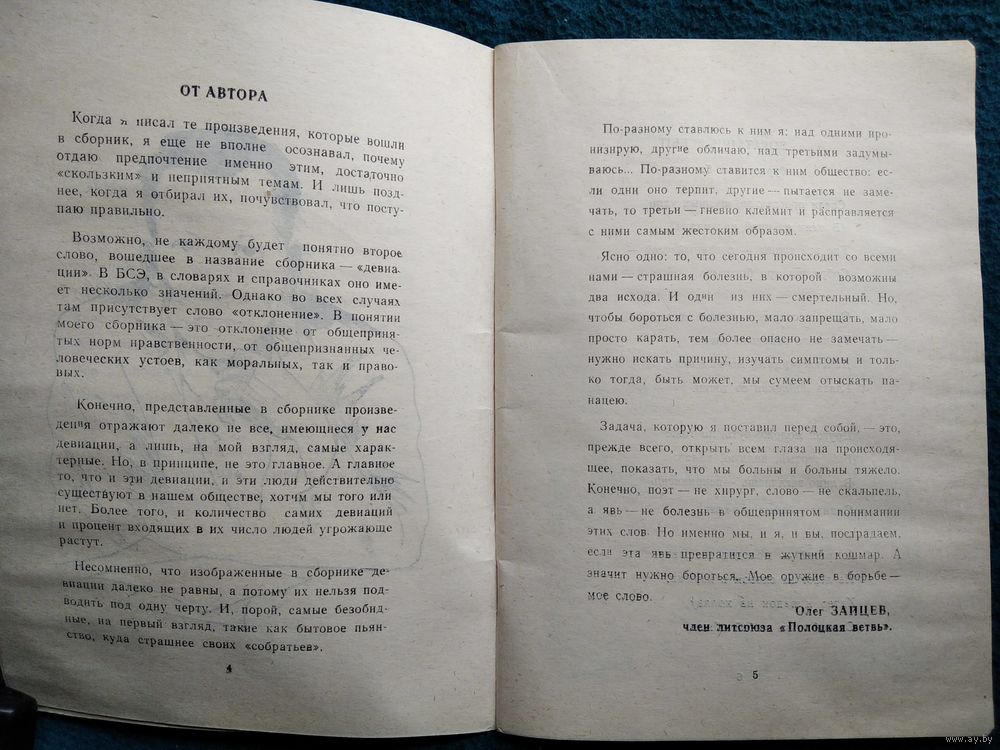 ОТ АВТОРА
Когда я писал те произведения, которые вошли
в сборник, я еще не вполне осознавал, почему
отдаю предпочтение именно этим, достаточно
«скользким» и неприятным темам. И лишь позд-
нее, когда я отбирал их, почувствовал, что посту-
паю правильно.
Возможно, не каждому будет понятно второе
слово, вошедшее в название сборника — «девиа-
ции». В БСЭ, в словарях и справочниках оно име-
ет несколько значений. Однако во всех случаях
там присутствует слово «отклонение». В понятии
моего сборника — это отклонение от общеприня-
тых норм нравственности, от общепризнанных че-
ловеческих устоев, как моральных, так и право-
вых.
Конечно, представленные в сборнике произве-
дения отражают далеко не все, имеющиеся у нас
девиации, а лишь, на мой взгляд, самые харак-
терные. Но, в принципе, не это главное. А главное
то, что и эти девиации, и эти люди действительно
существуют в нашем обществе, хотим мы того или
нет. Более того, и количество самих девиаций
и процент входящих в их число людей угрожающе
растут.
Несомненно, что изображенные в сборнике де-
виации далеко не равны, а потому их нельзя под-
водить под одну черту. И, порой, самые безобид-
ные, на первый взгляд, такие как бытовое пьян-
ство, куда страшнее своих «собратьев».
4
По-разному ставлюсь к ним я: над одними иро-
низирую, другие обличаю, над третьими задумы-
ваюсь... По-разному ставится к ним общество: ес-
ли одни оно терпит, другие — пытается не заме-
чать, то третьи — гневно клеймит и расправляется
с ними самым жестоким образом.
Ясно одно: то, что сегодня происходит со всеми
нами — страшная болезнь, в которой возможны
два исхода. И один из них — смертельный. Но,
чтобы бороться с болезнью, мало запрещать, мало
просто карать, тем более опасно не замечать —
нужно искать причину, изучать симптомы и толь-
ко тогда, быть может, мы сумеем отыскать па-
нацею.
Задача, которую я поставил перед собой, — это,
прежде всего, открыть всем глаза на происходя-
щее, показать, что мы больны и больны тяжело.
Конечно, поэт — не хирург, слово — не скальпель,
а явь — не болезнь в общепринятом понимании
этих слов. Но именно мы, и я, и вы, пострадаем,
если эта явь превратится в жуткий кошмар. А
значит нужно бороться. Мое оружие в борьбе —
мое слово.
Олег ЗАЙЦЕВ,
член литсоюза «Полоцкая ветвь».
5
www.ay.by